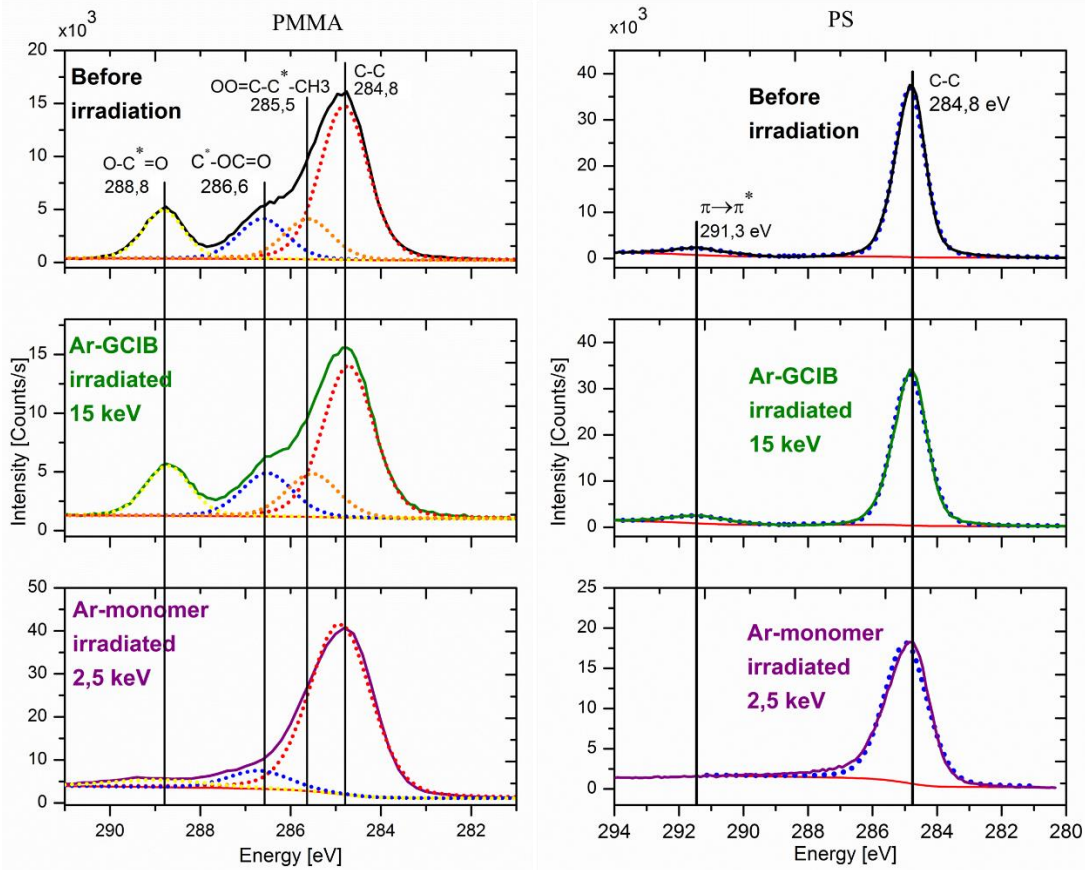 PMMA
x10³
20
15
10
5
0
Before
irradiation
OO=C-C*-CH3
285,5
C-C
284,8
O-C*=O
288,8
C*-OC=O
286,6
Ar-GCIB
irradiated
15 keV
15
10
5
0
Intensity [Counts/s]
Ar-monomer
irradiated
2,5 keV
50
40
30
20
10
0
290
288
286
284
282
Energy [eV]
PS
x10³
40
30
20
10
0
Before
irradiation
C-C
284,8 eV
π→π*
291,3 eV
Ar-GCIB
irradiated
15 keV
40
30
20
10
0
Intensity [Counts/s]
Ar-monomer
irradiated
2,5 keV
25
20
15
10
5
0
294
292
290
288
286
284
282
280
Energy [eV]